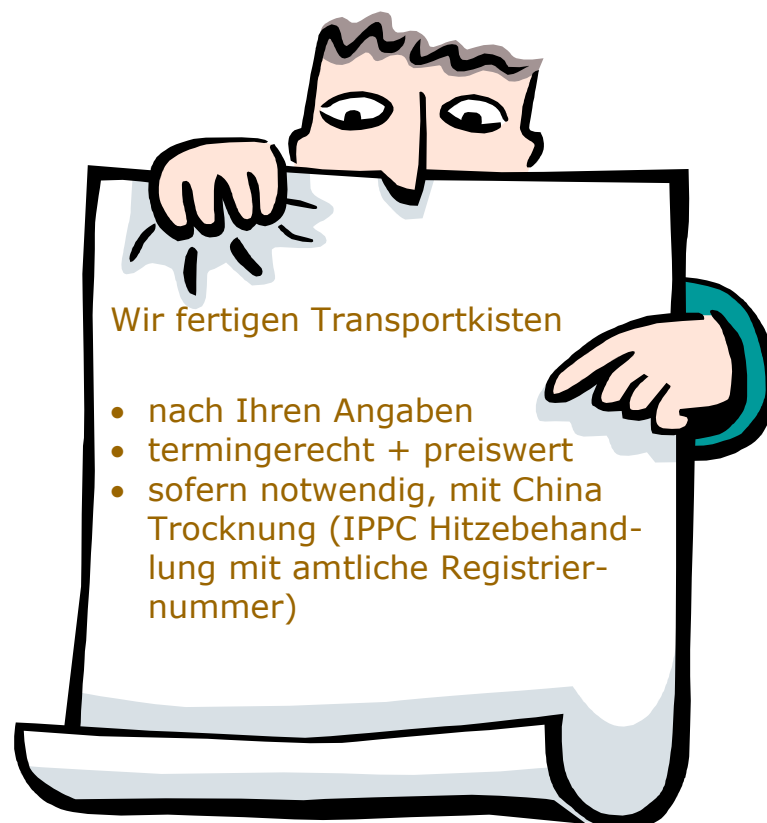 Wir fertigen Transportkisten
• nach Ihren Angaben
• termingerecht + preiswert
• sofern notwendig, mit China
Trocknung (IPPC Hitzebehand-
lung mit amtliche Registrier-
nummer)